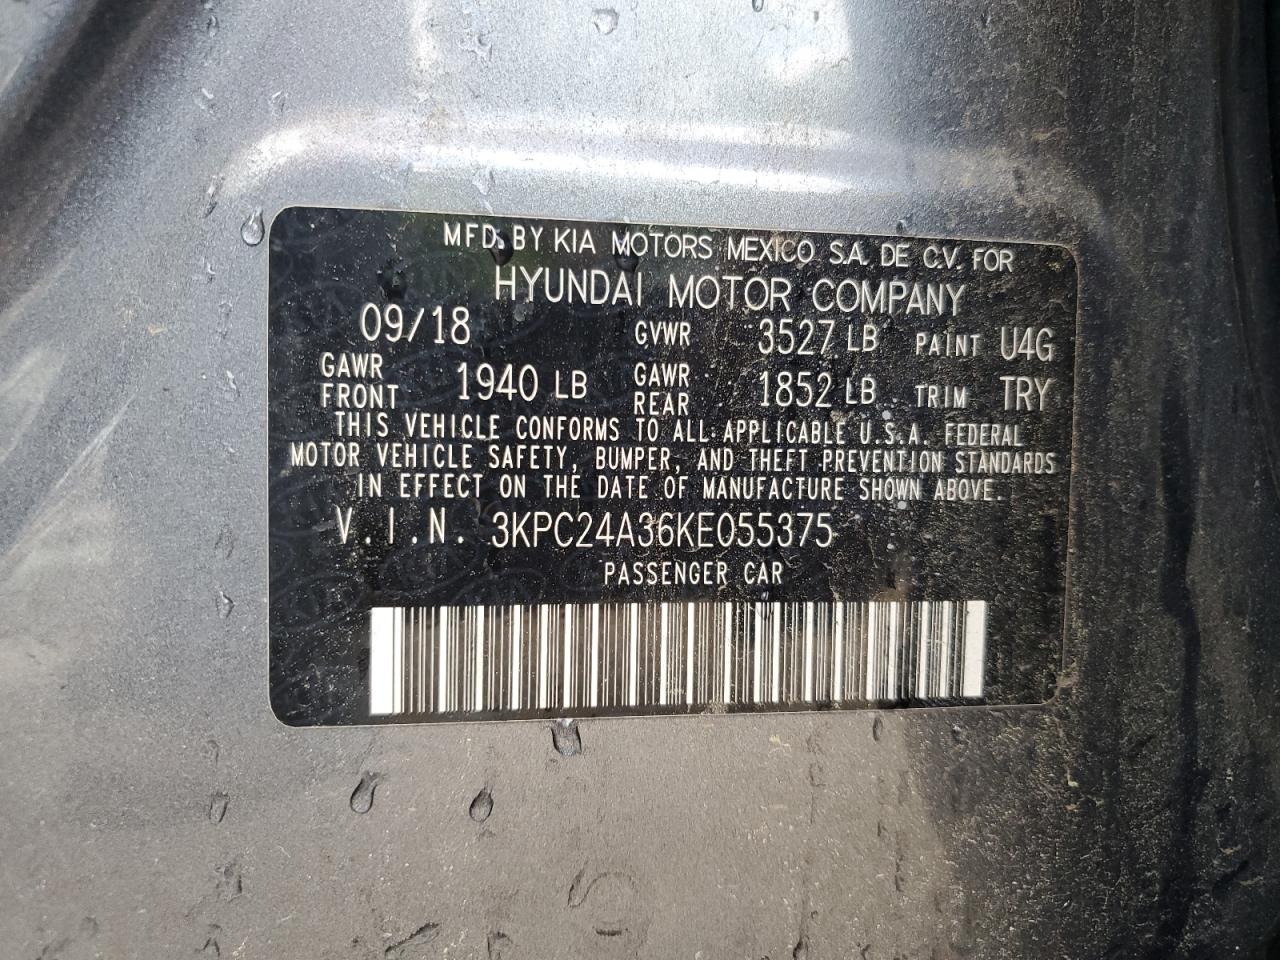 MFD. BY KIA MOTORS MEXICO S.A. DE C.V. FOR
HYUNDAI MOTOR COMPANY
09/18 GVWR 3527 LB PAINT U4G
GAWR FRONT 1940 LB GAWR REAR 1852 LB TRIM TRY
THIS VEHICLE CONFORMS TO ALL APPLICABLE U.S.A. FEDERAL
MOTOR VEHICLE SAFETY, BUMPER, AND THEFT PREVENTION STANDARDS
IN EFFECT ON THE DATE OF MANUFACTURE SHOWN ABOVE.
V.I.N. 3KPC24A36KE055375
PASSENGER CAR